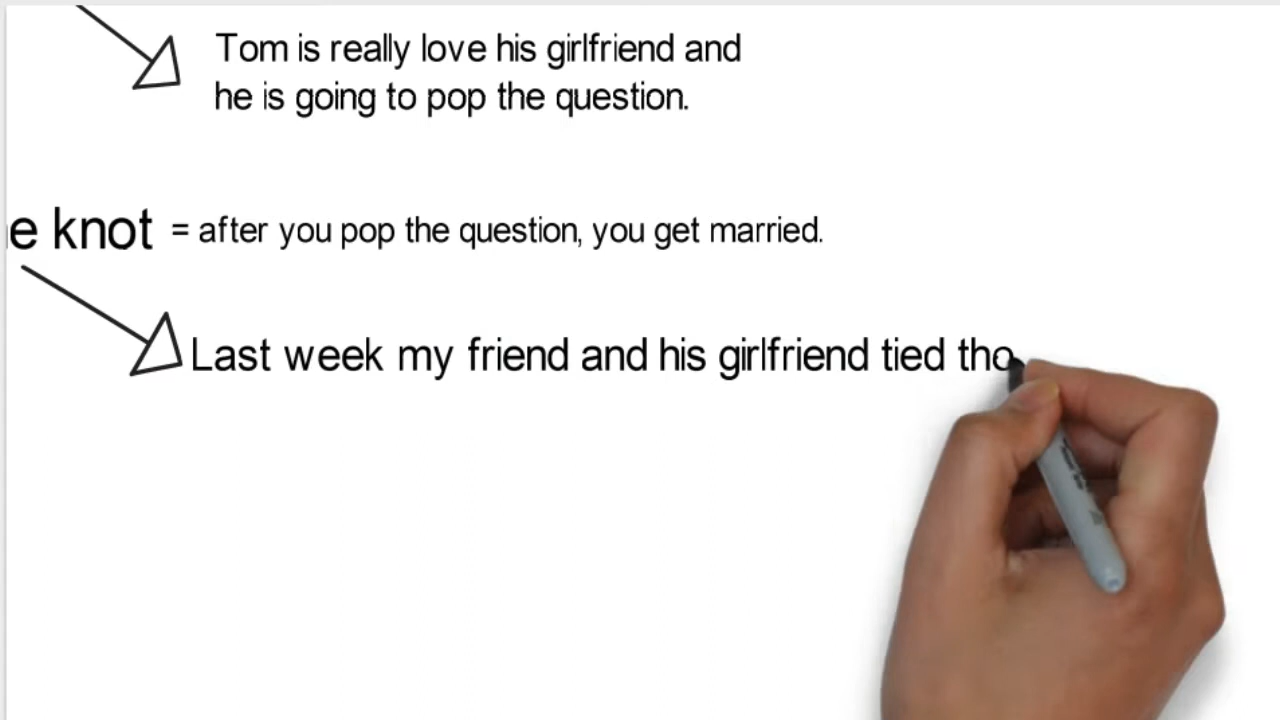 Tom is really love his girlfriend and
he is going to pop the question.
e knot = after you pop the question, you get married.
Last week my friend and his girlfriend tied